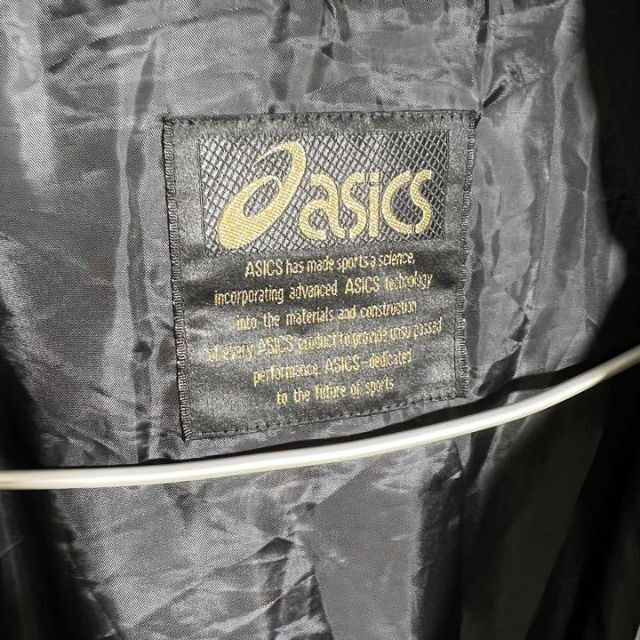 asics
ASICS has made sports a science,
incorporating advanced ASICS technology
into the materials and construction
of every ASICS product to provide
performance. ASICS-dedicated
to the future of sports